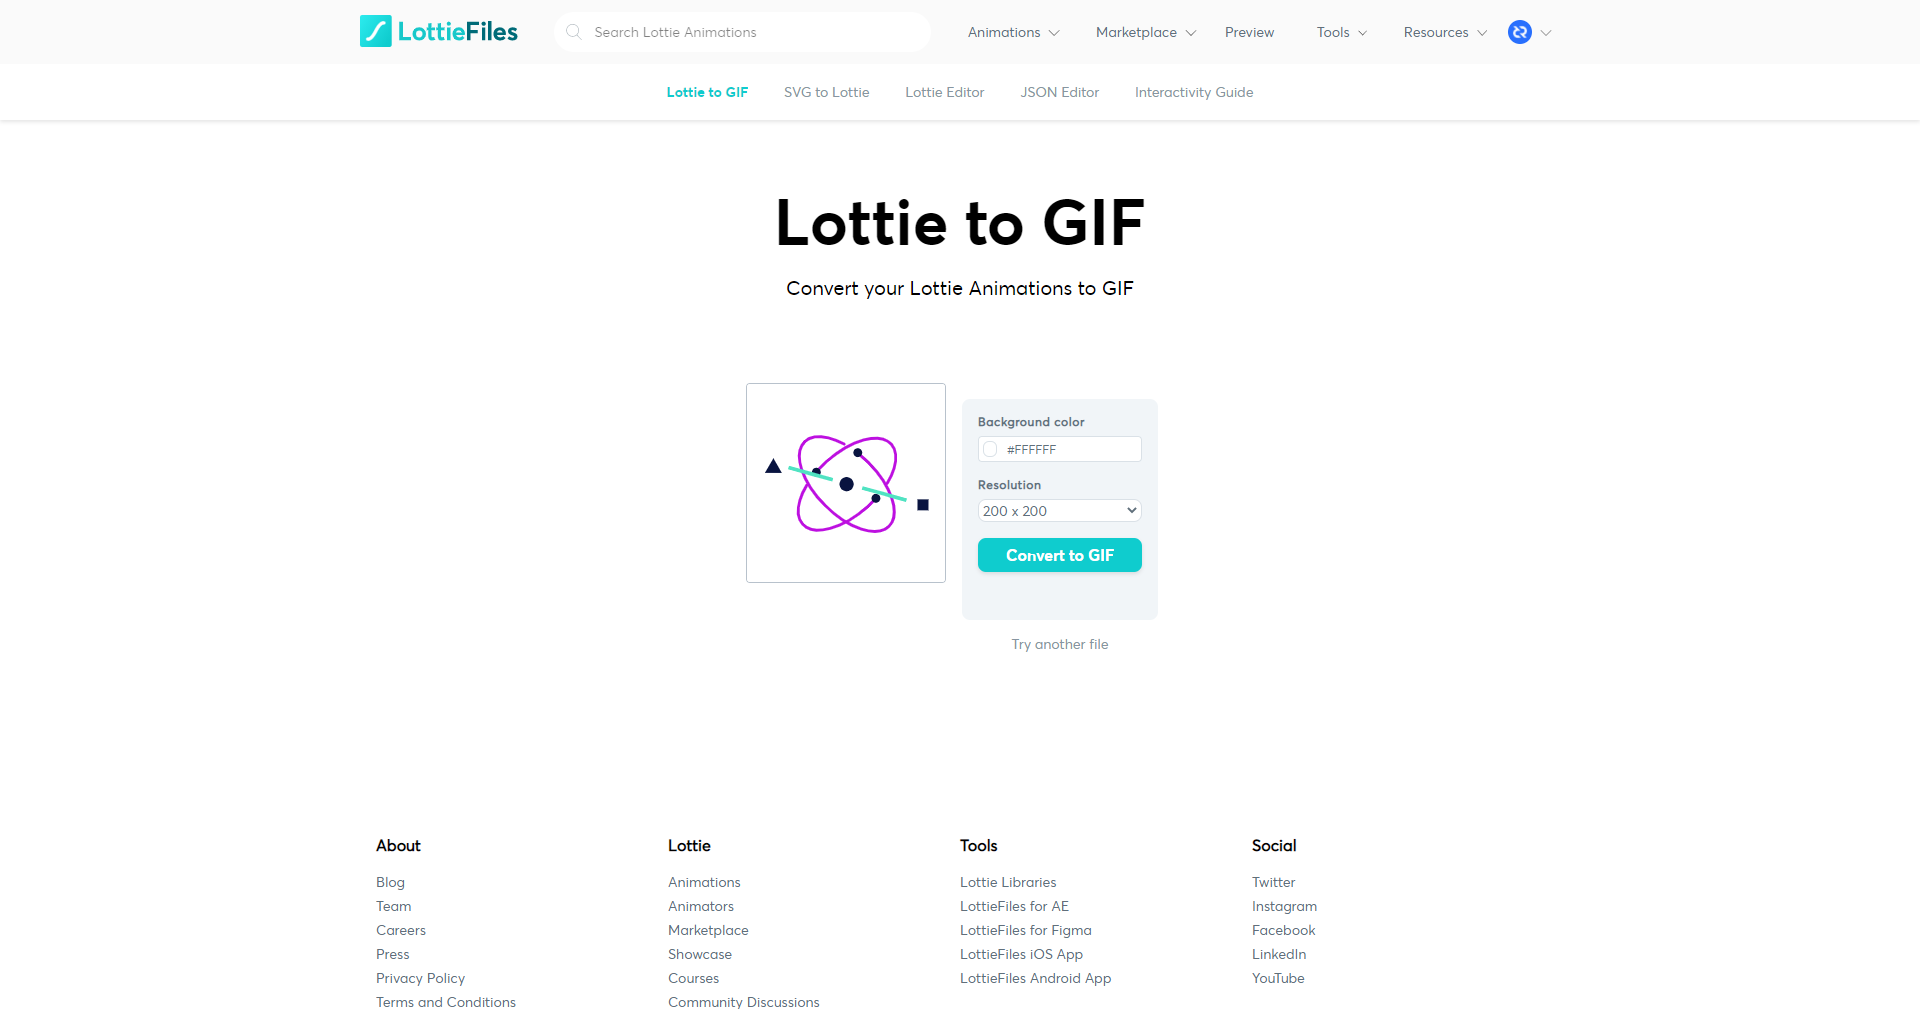 LottieFiles
Search Lottie Animations
Animations
Marketplace
Preview
Tools
Resources
Lottie to GIF
SVG to Lottie
Lottie Editor
JSON Editor
Interactivity Guide
Lottie to GIF
Convert your Lottie Animations to GIF
Background color
#FFFFFF
Resolution
200 x 200
Convert to GIF
Try another file
About
Blog
Team
Careers
Press
Privacy Policy
Terms and Conditions
Lottie
Animations
Animators
Marketplace
Showcase
Courses
Community Discussions
Tools
Lottie Libraries
LottieFiles for AE
LottieFiles for Figma
LottieFiles iOS App
LottieFiles Android App
Social
Twitter
Instagram
Facebook
LinkedIn
YouTube